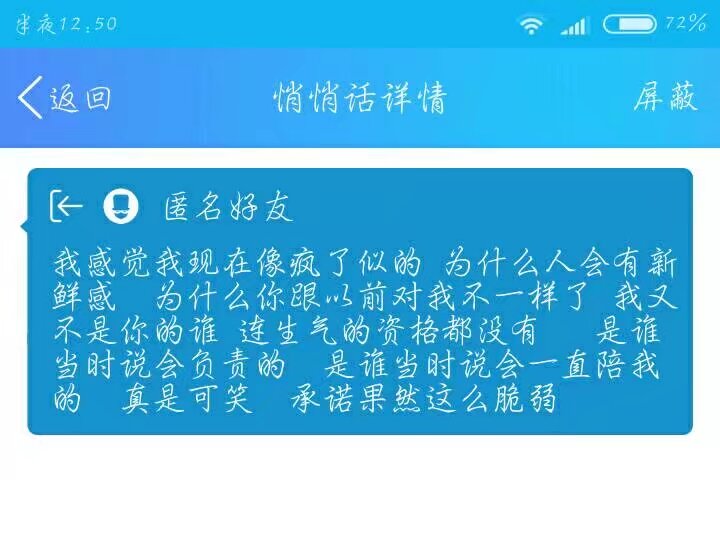 半夜12:50
72%
返回
悄悄话详情
屏蔽
匿名好友
我感觉我现在像疯了似的 为什么人会有新
鲜感 为什么你跟以前对我不一样了 我又
不是你的谁 连生气的资格都没有 是谁
当时说会负责的 是谁当时说会一直陪我
的 真是可笑 承诺果然这么脆弱